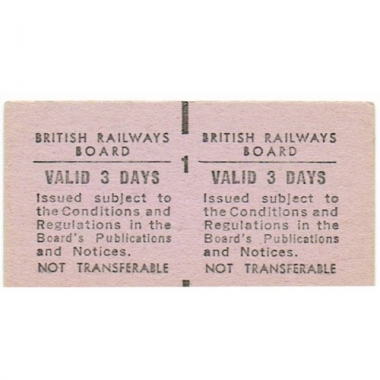 BRITISH RAILWAYS
BOARD
VALID 3 DAYS
Issued subject to
the Conditions and
Regulations in the
Board's Publications
and Notices.
NOT TRANSFERABLE
1
BRITISH RAILWAYS
BOARD
VALID 3 DAYS
Issued subject to
the Conditions and
Regulations in the
Board's Publications
and Notices.
NOT TRANSFERABLE